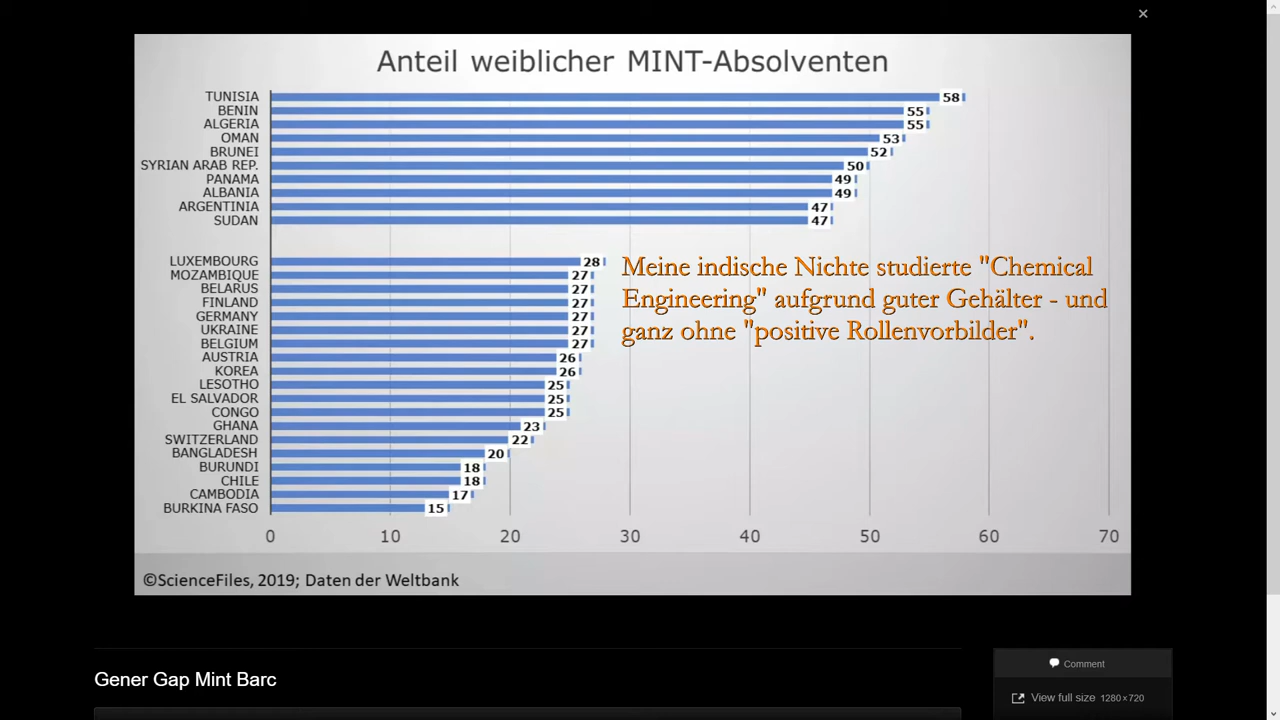 ×
Anteil weiblicher MINT-Absolventen
TUNISIA 58
BENIN 55
ALGERIA 55
OMAN 53
BRUNEI 52
SYRIAN ARAB REP. 50
PANAMA 49
ALBANIA 49
ARGENTINIA 47
SUDAN 47
LUXEMBOURG 28
MOZAMBIQUE 27
BELARUS 27
FINLAND 27
GERMANY 27
UKRAINE 27
BELGIUM 27
AUSTRIA 26
KOREA 26
LESOTHO 25
EL SALVADOR 25
CONGO 25
GHANA 23
SWITZERLAND 22
BANGLADESH 20
BURUNDI 18
CHILE 18
CAMBODIA 17
BURKINA FASO 15
Meine indische Nichte studierte "Chemical
Engineering" aufgrund guter Gehälter - und
ganz ohne "positive Rollenvorbilder".
0 10 20 30 40 50 60 70
©ScienceFiles, 2019; Daten der Weltbank
Gener Gap Mint Barc
Comment
View full size 1280×720